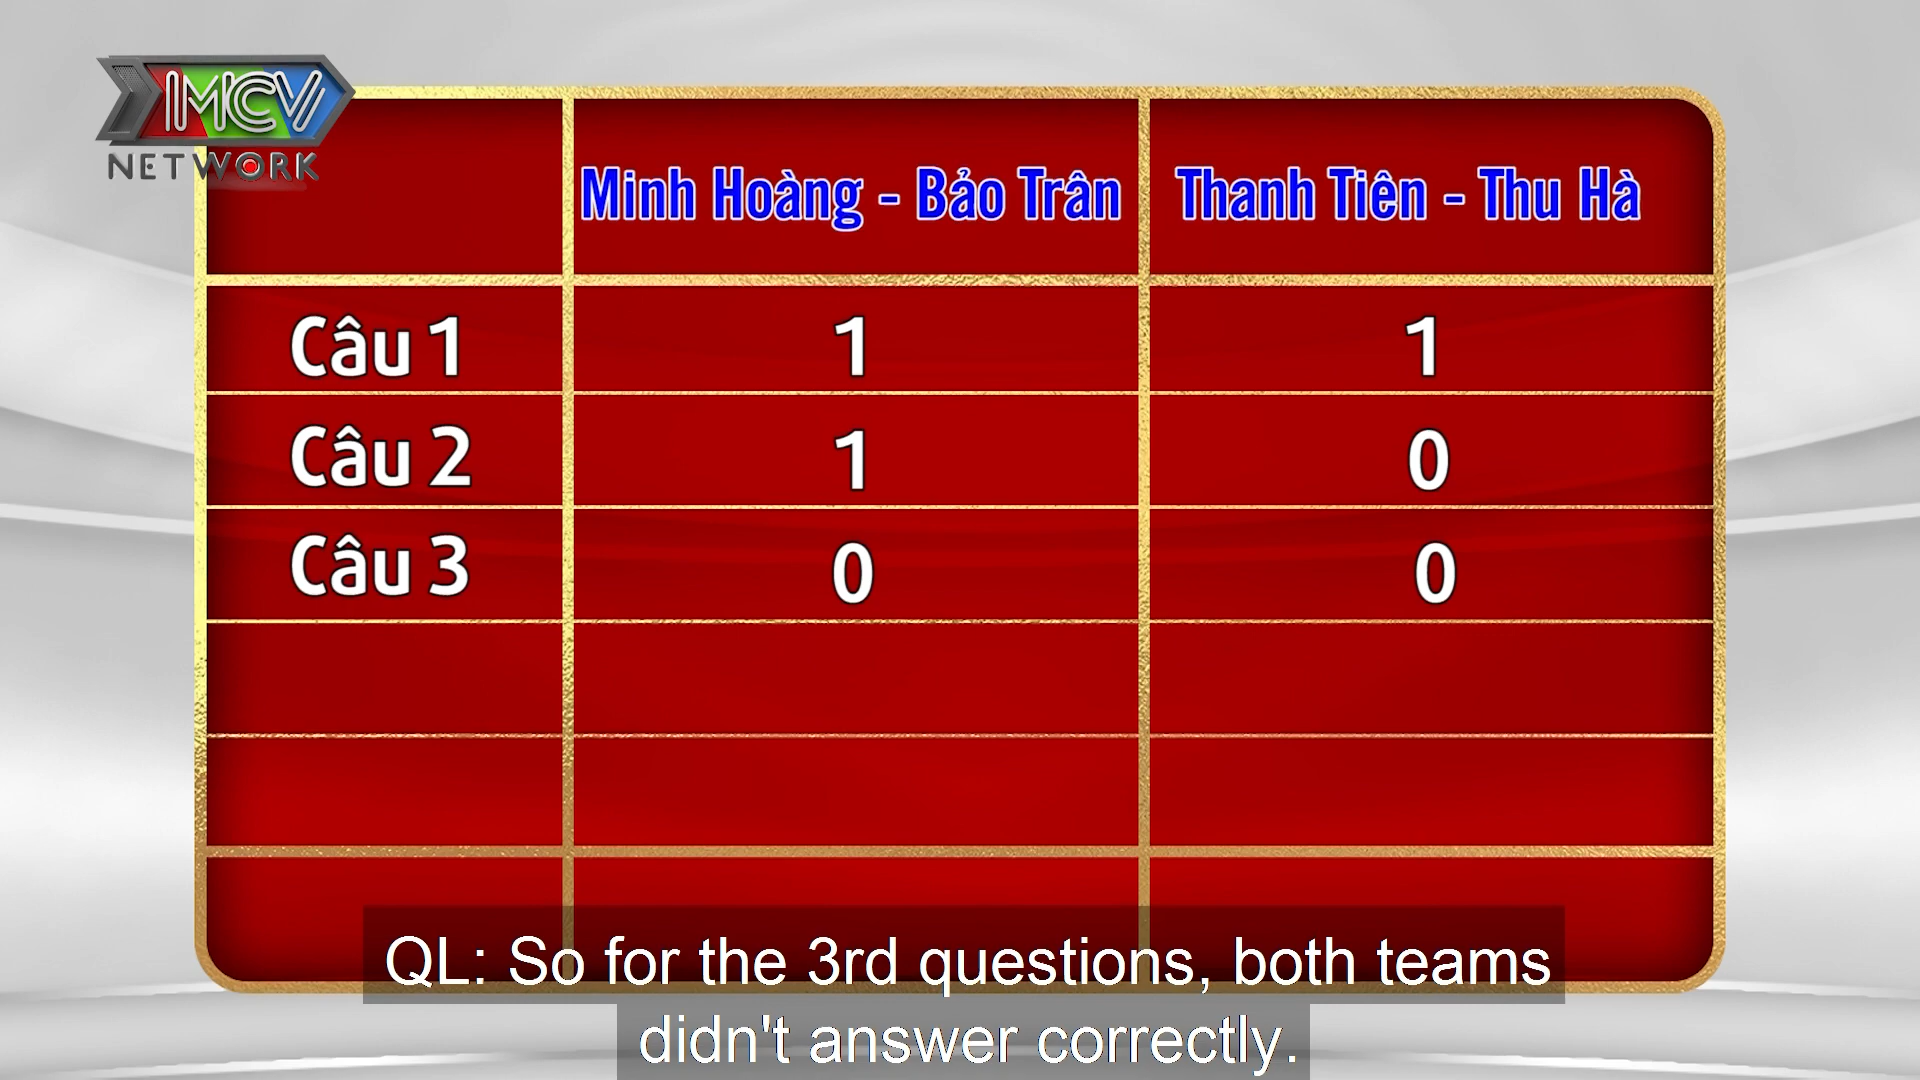 MCV
NETWORK
Minh Hoàng - Bảo Trân
Thanh Tiên - Thu Hà
Câu 1 1 1
Câu 2 1 0
Câu 3 0 0
QL: So for the 3rd questions, both teams
didn't answer correctly.